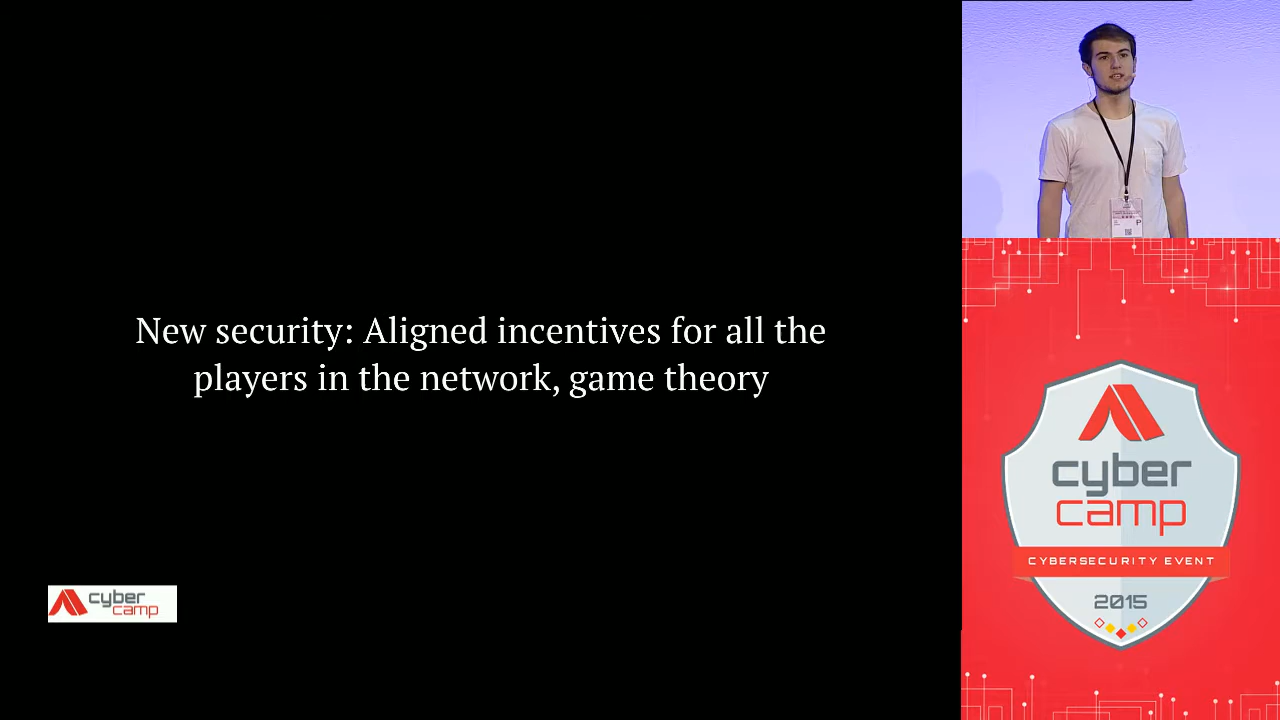 New security: Aligned incentives for all the
players in the network, game theory
cyber
camp
P
cyber
camp
CYBERSECURITY EVENT
2015